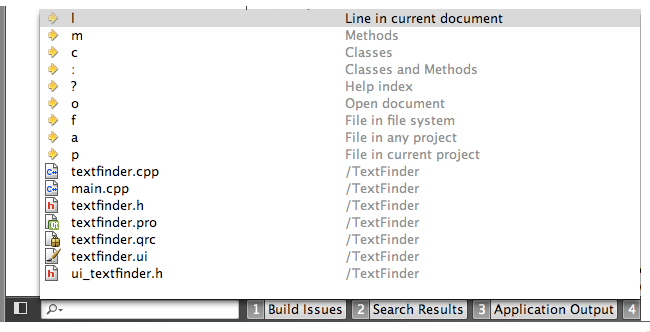 l Line in current document
m Methods
c Classes
: Classes and Methods
? Help index
o Open document
f File in file system
a File in any project
p File in current project
textfinder.cpp /TextFinder
main.cpp /TextFinder
textfinder.h /TextFinder
textfinder.pro /TextFinder
textfinder.qrc /TextFinder
textfinder.ui /TextFinder
ui_textfinder.h /TextFinder
1 Build Issues 2 Search Results 3 Application Output 4